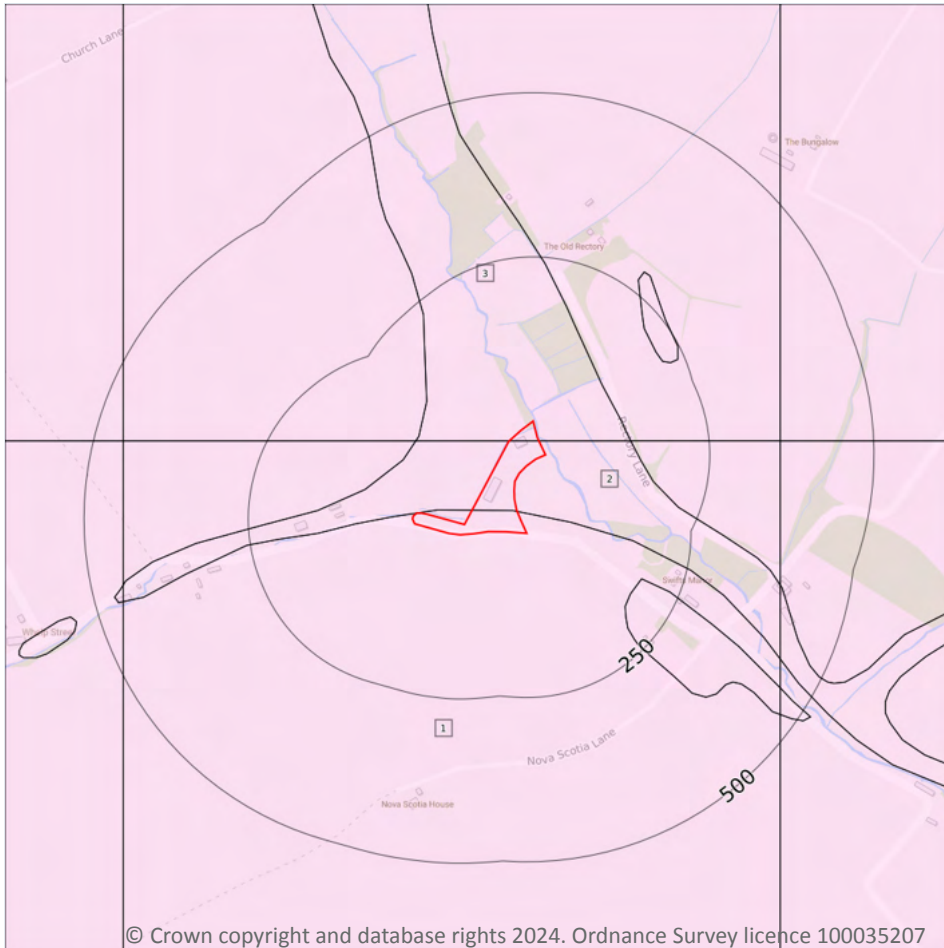 Church Lane
The Bungalow
The Old Rectory
3
Rectory Lane
2
Swifts Manor
Whelp Street
250
1
Nova Scotia Lane
500
Nova Scotia House
© Crown copyright and database rights 2024. Ordnance Survey licence 100035207